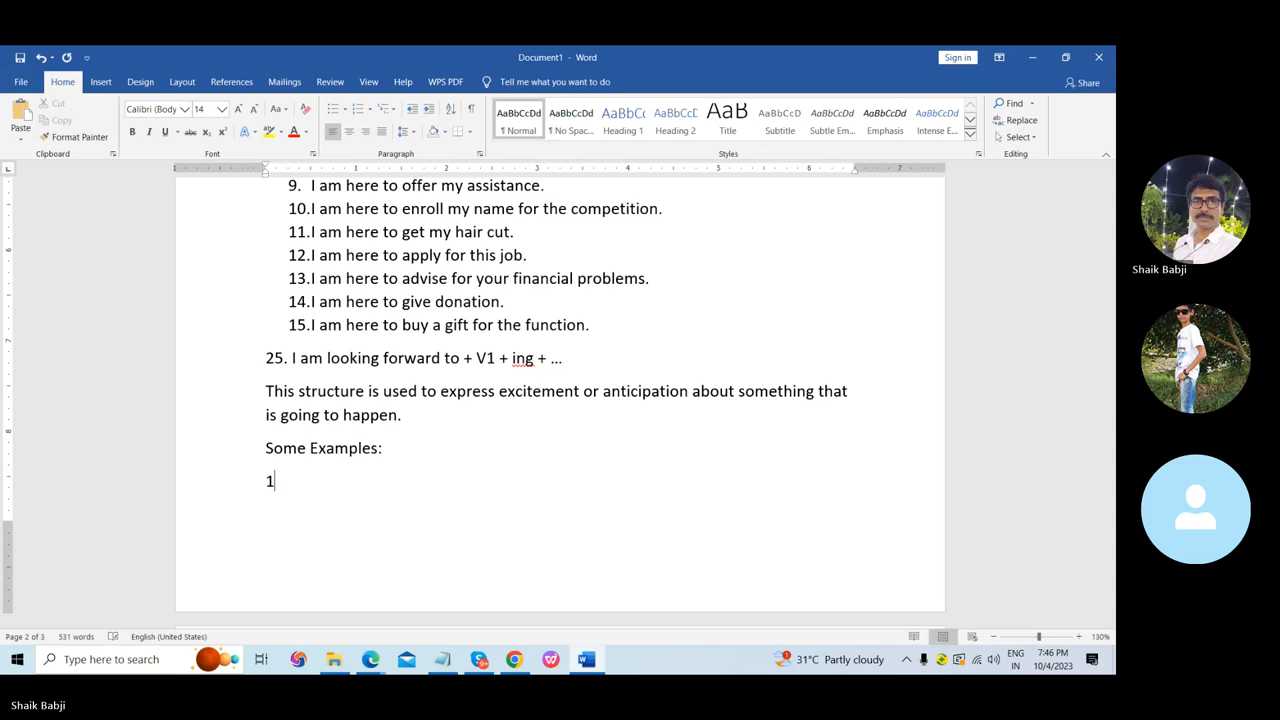 Document1 - Word
Sign in
File Home Insert Design Layout References Mailings Review View Help WPS PDF Tell me what you want to do Share
Paste
Cut
Copy
Format Painter
Clipboard
Calibri (Body 14
Font
Paragraph
AaBbCcDd AaBbCcDd AaBbC( AaBbCcC AaB AaBbCcD AaBbCcDd AaBbCcDd AaBbCcDd
¶ Normal ¶ No Spac... Heading 1 Heading 2 Title Subtitle Subtle Em... Emphasis Intense E...
Styles
Find
Replace
Select
Editing
1 2 3 4 5 6 7
9. I am here to offer my assistance.
10.I am here to enroll my name for the competition.
11.I am here to get my hair cut.
12.I am here to apply for this job.
13.I am here to advise for your financial problems.
14.I am here to give donation.
15.I am here to buy a gift for the function.
25. I am looking forward to + V1 + ing + ...
This structure is used to express excitement or anticipation about something that
is going to happen.
Some Examples:
1
Page 2 of 3 531 words English (United States) 130%
Type here to search
31°C Partly cloudy
ENG
IN
7:46 PM
10/4/2023
Shaik Babji
Shaik Babji